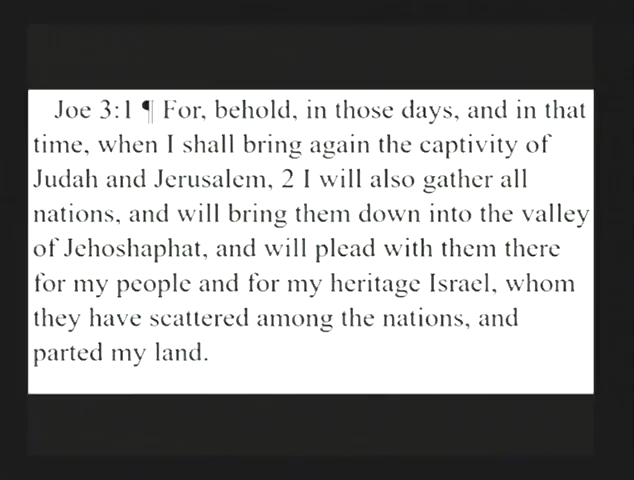 Joe 3:1 ¶ For, behold, in those days, and in that
time, when I shall bring again the captivity of
Judah and Jerusalem, 2 I will also gather all
nations, and will bring them down into the valley
of Jehoshaphat, and will plead with them there
for my people and for my heritage Israel, whom
they have scattered among the nations, and
parted my land.